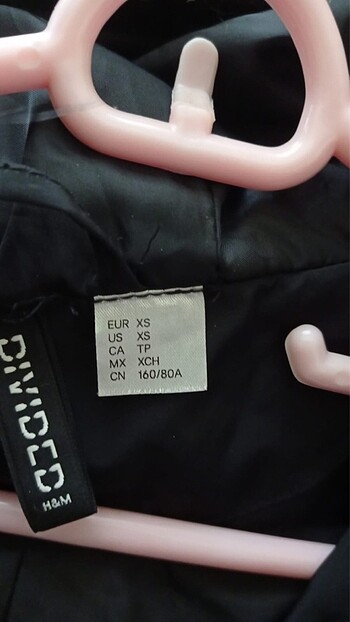 EUR XS
US XS
CA TP
MX XCH
CN 160/80A
DIVIDED
H&M